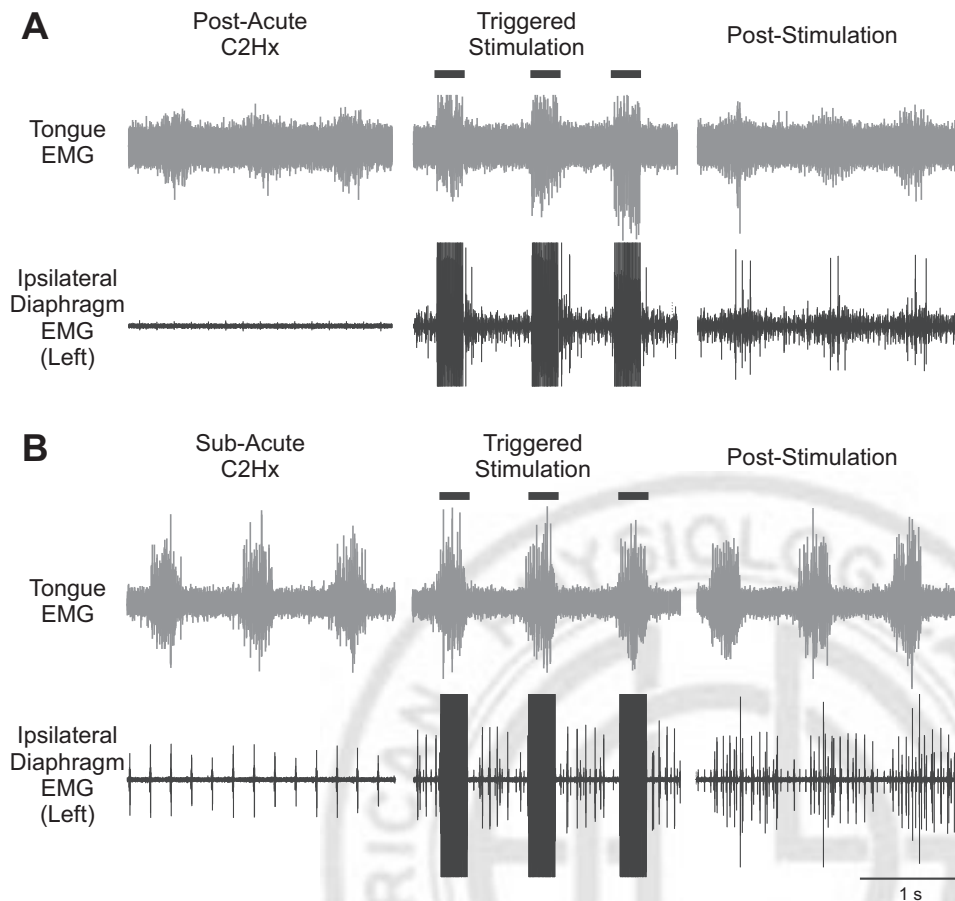 A
Post-Acute
C2Hx
Triggered
Stimulation
Post-Stimulation
Tongue
EMG
Ipsilateral
Diaphragm
EMG
(Left)
B
Sub-Acute
C2Hx
Triggered
Stimulation
Post-Stimulation
Tongue
EMG
Ipsilateral
Diaphragm
EMG
(Left)
1 s